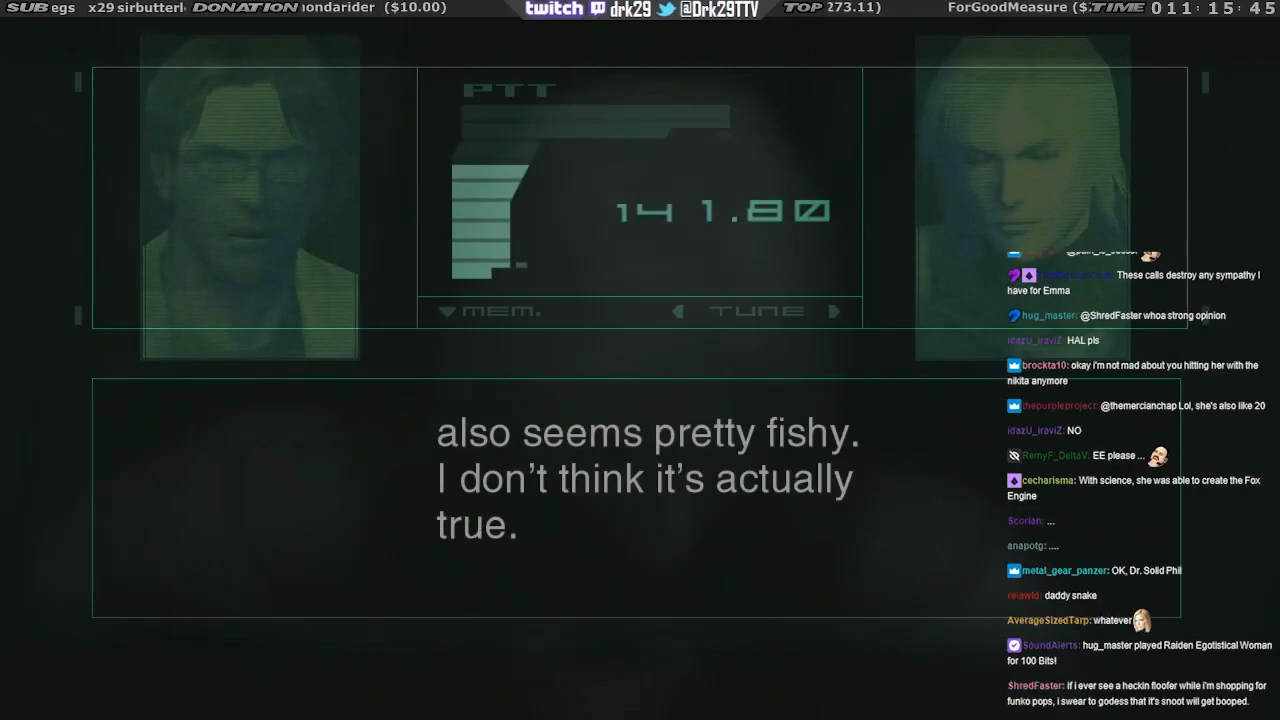 SUB egs x29 sirbutterl DONATION ondarider ($10.00) twitch drk29 @Drk29TTV TOP 273.11) ForGoodMeasure ($ TIME 011:15:45
PTT
141.80
MEM. TUNE
also seems pretty fishy.
I don't think it's actually
true.
These calls destroy any sympathy I
have for Emma
hug_master: @ShredFaster whoa strong opinion
idazU_iraviZ: HAL pls
brockta10: okay i'm not mad about you hitting her with the
nikita anymore
thepurpleproject: @themercianchap Lol, she's also like 20
idazU_iraviZ: NO
RemyF_DeltaV: EE please ...
cecharisma: With science, she was able to create the Fox
Engine
Scorian: ...
anapotg: ....
metal_gear_panzer: OK, Dr. Solid Phil
relawld: daddy snake
AverageSizedTarp: whatever
SoundAlerts: hug_master played Raiden Egotistical Woman
for 100 Bits!
ShredFaster: if i ever see a heckin floofer while i'm shopping for
funko pops, i swear to godess that it's snoot will get booped.